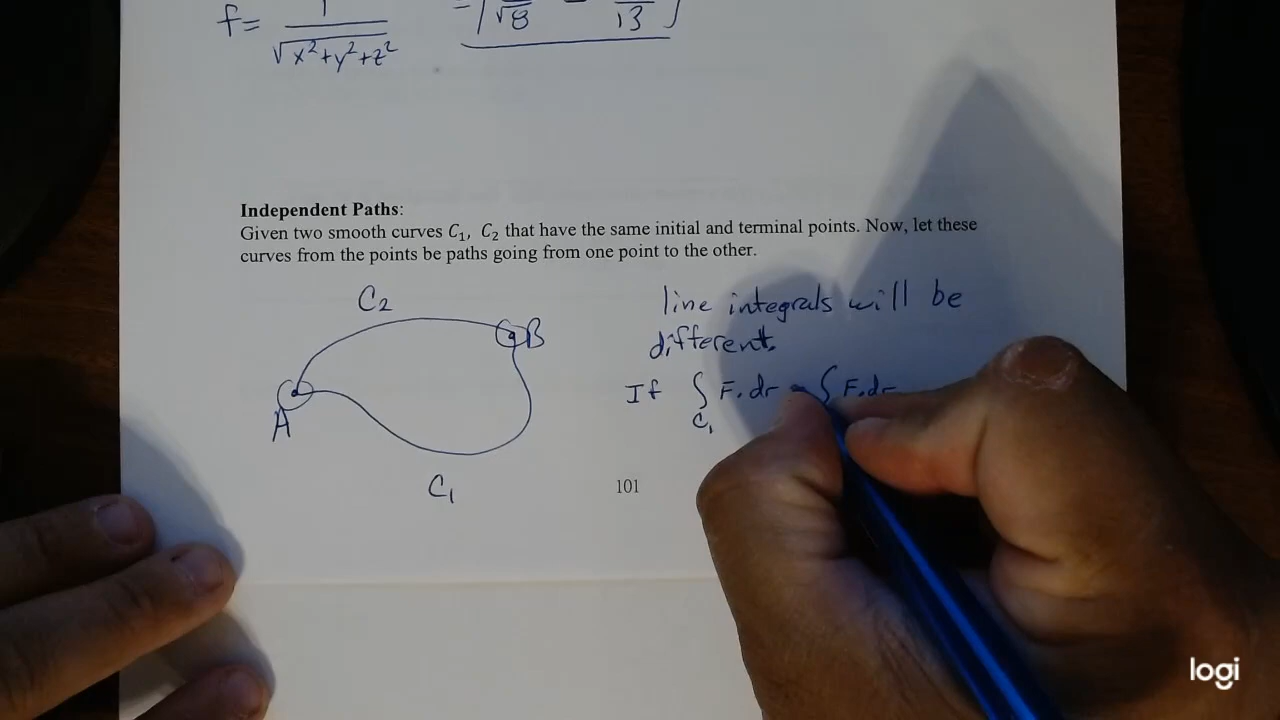 f = 1 / √x²+y²+z² = | √8 - 13 ]
Independent Paths:
Given two smooth curves C₁, C₂ that have the same initial and terminal points. Now, let these
curves from the points be paths going from one point to the other.
C₂
line integrals will be
B
different.
If ∫ F. dr = ∫ F.dr
C₁
A
C₁
101
logi